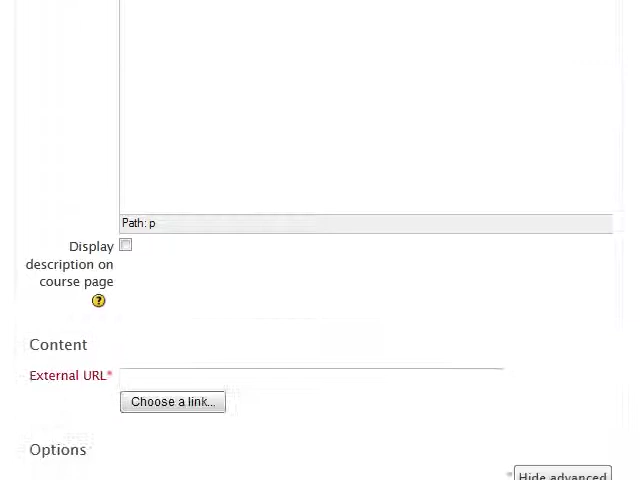 Path: p
Display
description on
course page
?
Content
External URL*
Choose a link...
Options
* Hide advanced